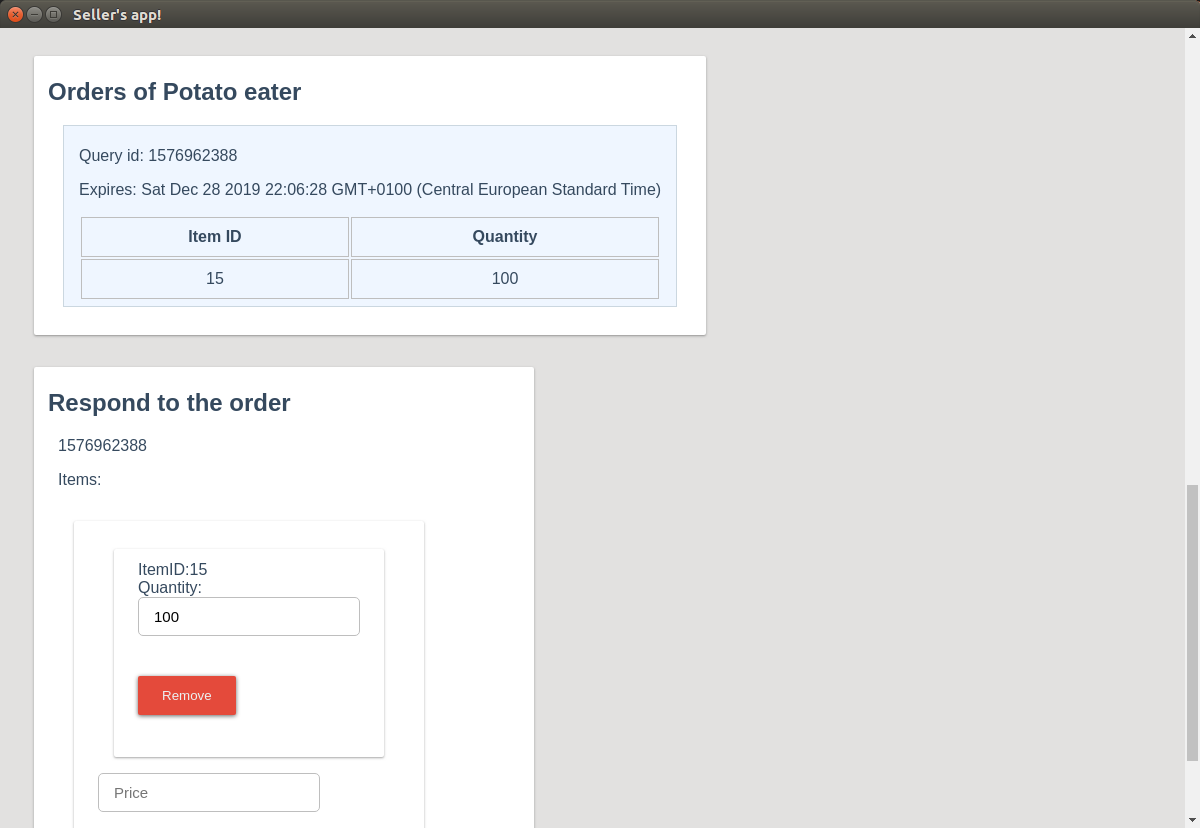 Seller's app!
Orders of Potato eater
Query id: 1576962388
Expires: Sat Dec 28 2019 22:06:28 GMT+0100 (Central European Standard Time)
Item ID Quantity
15 100
Respond to the order
1576962388
Items:
ItemID:15
Quantity:
100
Remove
Price